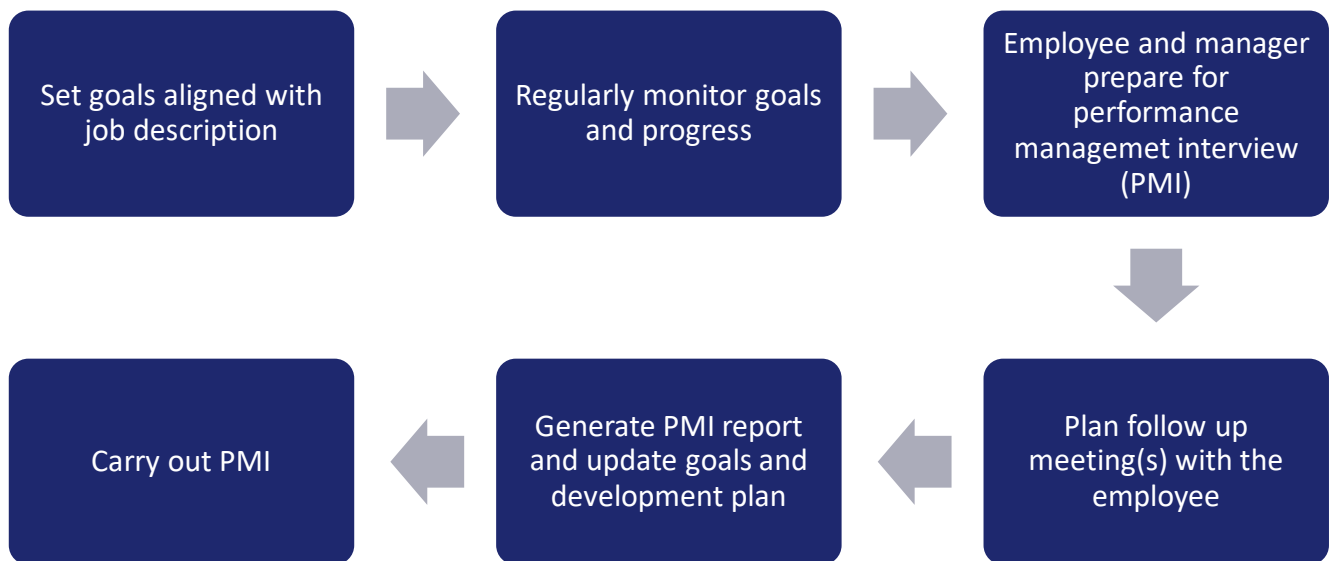 Set goals aligned with
job description
Regularly monitor goals
and progress
Employee and manager
prepare for
performance
managemet interview
(PMI)
Plan follow up
meeting(s) with the
employee
Generate PMI report
and update goals and
development plan
Carry out PMI